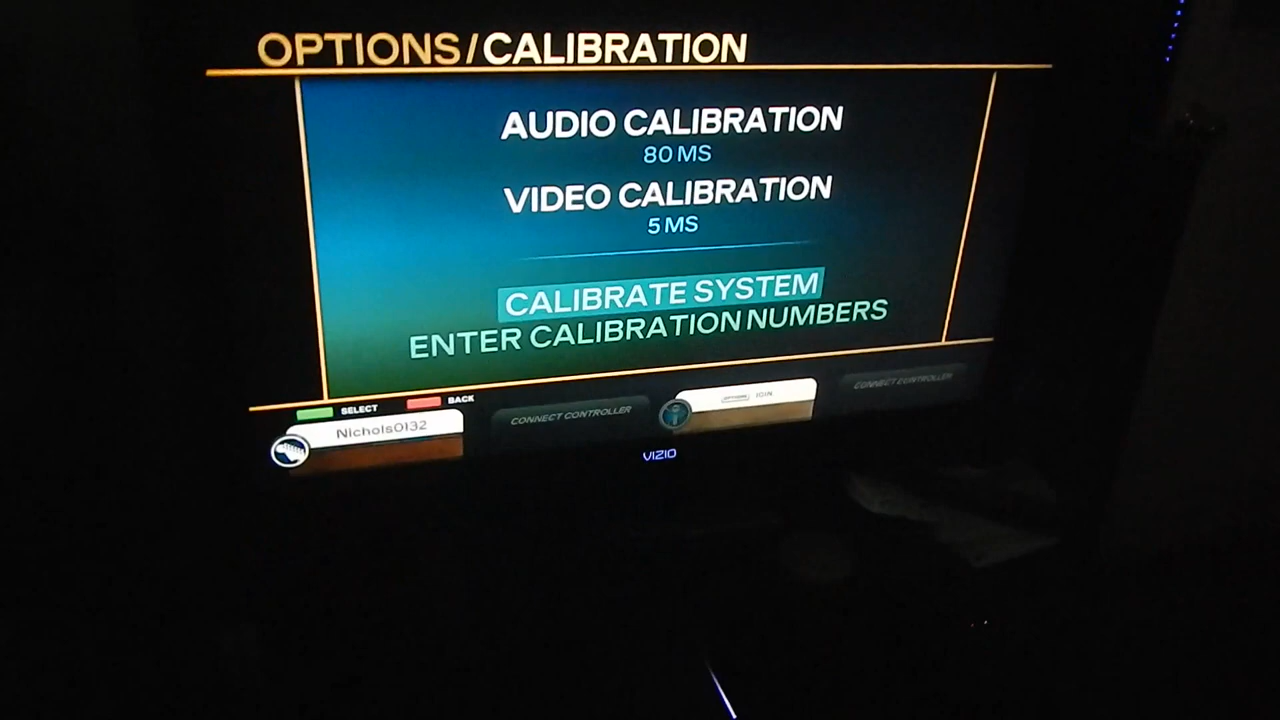 OPTIONS/CALIBRATION
AUDIO CALIBRATION
80 MS
VIDEO CALIBRATION
5 MS
CALIBRATE SYSTEM
ENTER CALIBRATION NUMBERS
SELECT
BACK
Nichols0132
CONNECT CONTROLLER
OPTIONS JOIN
CONNECT CONTROLLER
VIZIO